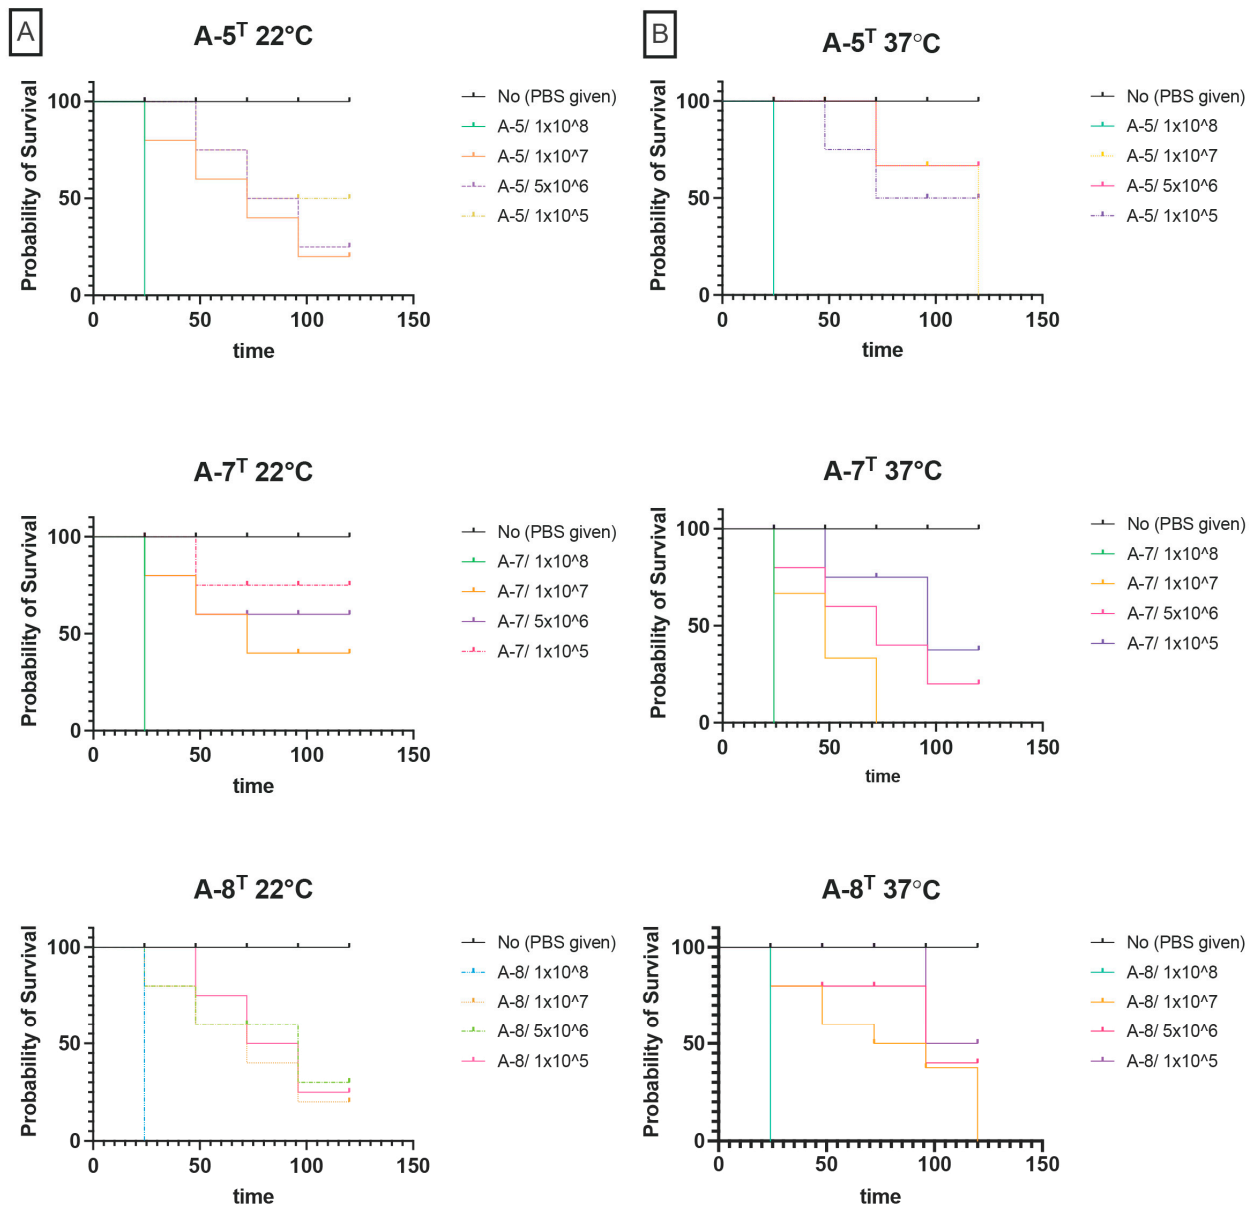 A
A-5ᵀ 22°C
Probability of Survival
100
50
0
0 50 100 150
time
No (PBS given)
A-5/ 1x10^8
A-5/ 1x10^7
A-5/ 5x10^6
A-5/ 1x10^5
B
A-5ᵀ 37°C
Probability of Survival
100
50
0
0 50 100 150
time
No (PBS given)
A-5/ 1x10^8
A-5/ 1x10^7
A-5/ 5x10^6
A-5/ 1x10^5
A-7ᵀ 22°C
Probability of Survival
100
50
0
0 50 100 150
time
No (PBS given)
A-7/ 1x10^8
A-7/ 1x10^7
A-7/ 5x10^6
A-7/ 1x10^5
A-7ᵀ 37°C
Probability of Survival
100
50
0
0 50 100 150
time
No (PBS given)
A-7/ 1x10^8
A-7/ 1x10^7
A-7/ 5x10^6
A-7/ 1x10^5
A-8ᵀ 22°C
Probability of Survival
100
50
0
0 50 100 150
time
No (PBS given)
A-8/ 1x10^8
A-8/ 1x10^7
A-8/ 5x10^6
A-8/ 1x10^5
A-8ᵀ 37°C
Probability of Survival
100
50
0
0 50 100 150
time
No (PBS given)
A-8/ 1x10^8
A-8/ 1x10^7
A-8/ 5x10^6
A-8/ 1x10^5